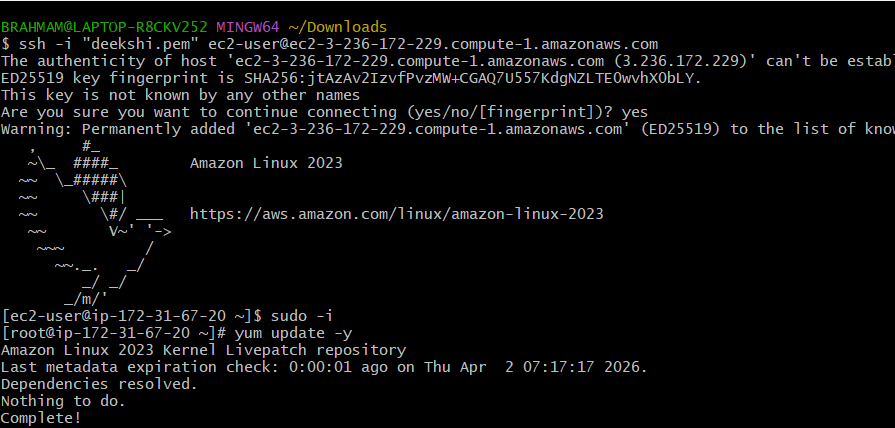 BRAHMAM@LAPTOP-R8CKV252 MINGW64 ~/Downloads
$ ssh -i "deekshi.pem" ec2-user@ec2-3-236-172-229.compute-1.amazonaws.com
The authenticity of host 'ec2-3-236-172-229.compute-1.amazonaws.com (3.236.172.229)' can't be estab
ED25519 key fingerprint is SHA256:jtAzAv2IzvfPvzMW+CGAQ7U557KdgNZLTEOwvhXObLY.
This key is not known by any other names
Are you sure you want to continue connecting (yes/no/[fingerprint])? yes
Warning: Permanently added 'ec2-3-236-172-229.compute-1.amazonaws.com' (ED25519) to the list of know
   ,     #_
   ~\_  ####_        Amazon Linux 2023
  ~~  \_#####\
  ~~     \###|
  ~~       \#/ ___   https://aws.amazon.com/linux/amazon-linux-2023
   ~~       V~' '->
    ~~~         /
      ~~._.   _/
         _/ _/
       _/m/'
[ec2-user@ip-172-31-67-20 ~]$ sudo -i
[root@ip-172-31-67-20 ~]# yum update -y
Amazon Linux 2023 Kernel Livepatch repository
Last metadata expiration check: 0:00:01 ago on Thu Apr  2 07:17:17 2026.
Dependencies resolved.
Nothing to do.
Complete!